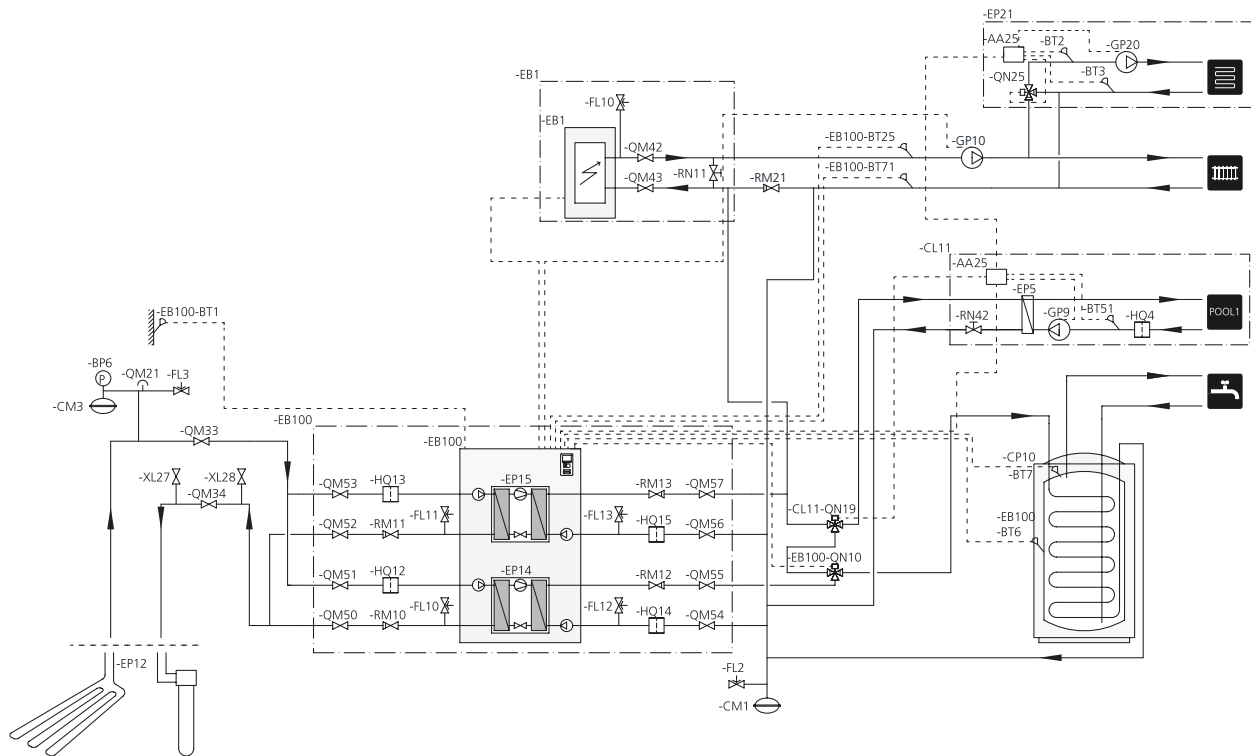 -EP21
-AA25
-BT2
-GP20
-BT3
-QN25
-EB1
-FL10
-EB1
-QM42
-EB100-BT25
-GP10
-RN11
-EB100-BT71
-QM43
-RM21
-CL11
-AA25
-EP5
-BT51
-GP9
-HQ4
-RN42
POOL1
-EB100-BT1
-BP6
P
-QM21
-FL3
-CM3
-EB100
-QM33
-EB100
-XL27
-XL28
-QM34
-QM53
-HQ13
-EP15
-RM13
-QM57
-CP10
-BT7
-QM52
-RM11
-FL11
-FL13
-HQ15
-QM56
-CL11-QN19
-EB100
-BT6
-EB100-QN10
-QM51
-HQ12
-EP14
-RM12
-QM55
-QM50
-RM10
-FL10
-FL12
-HQ14
-QM54
-EP12
-FL2
-CM1